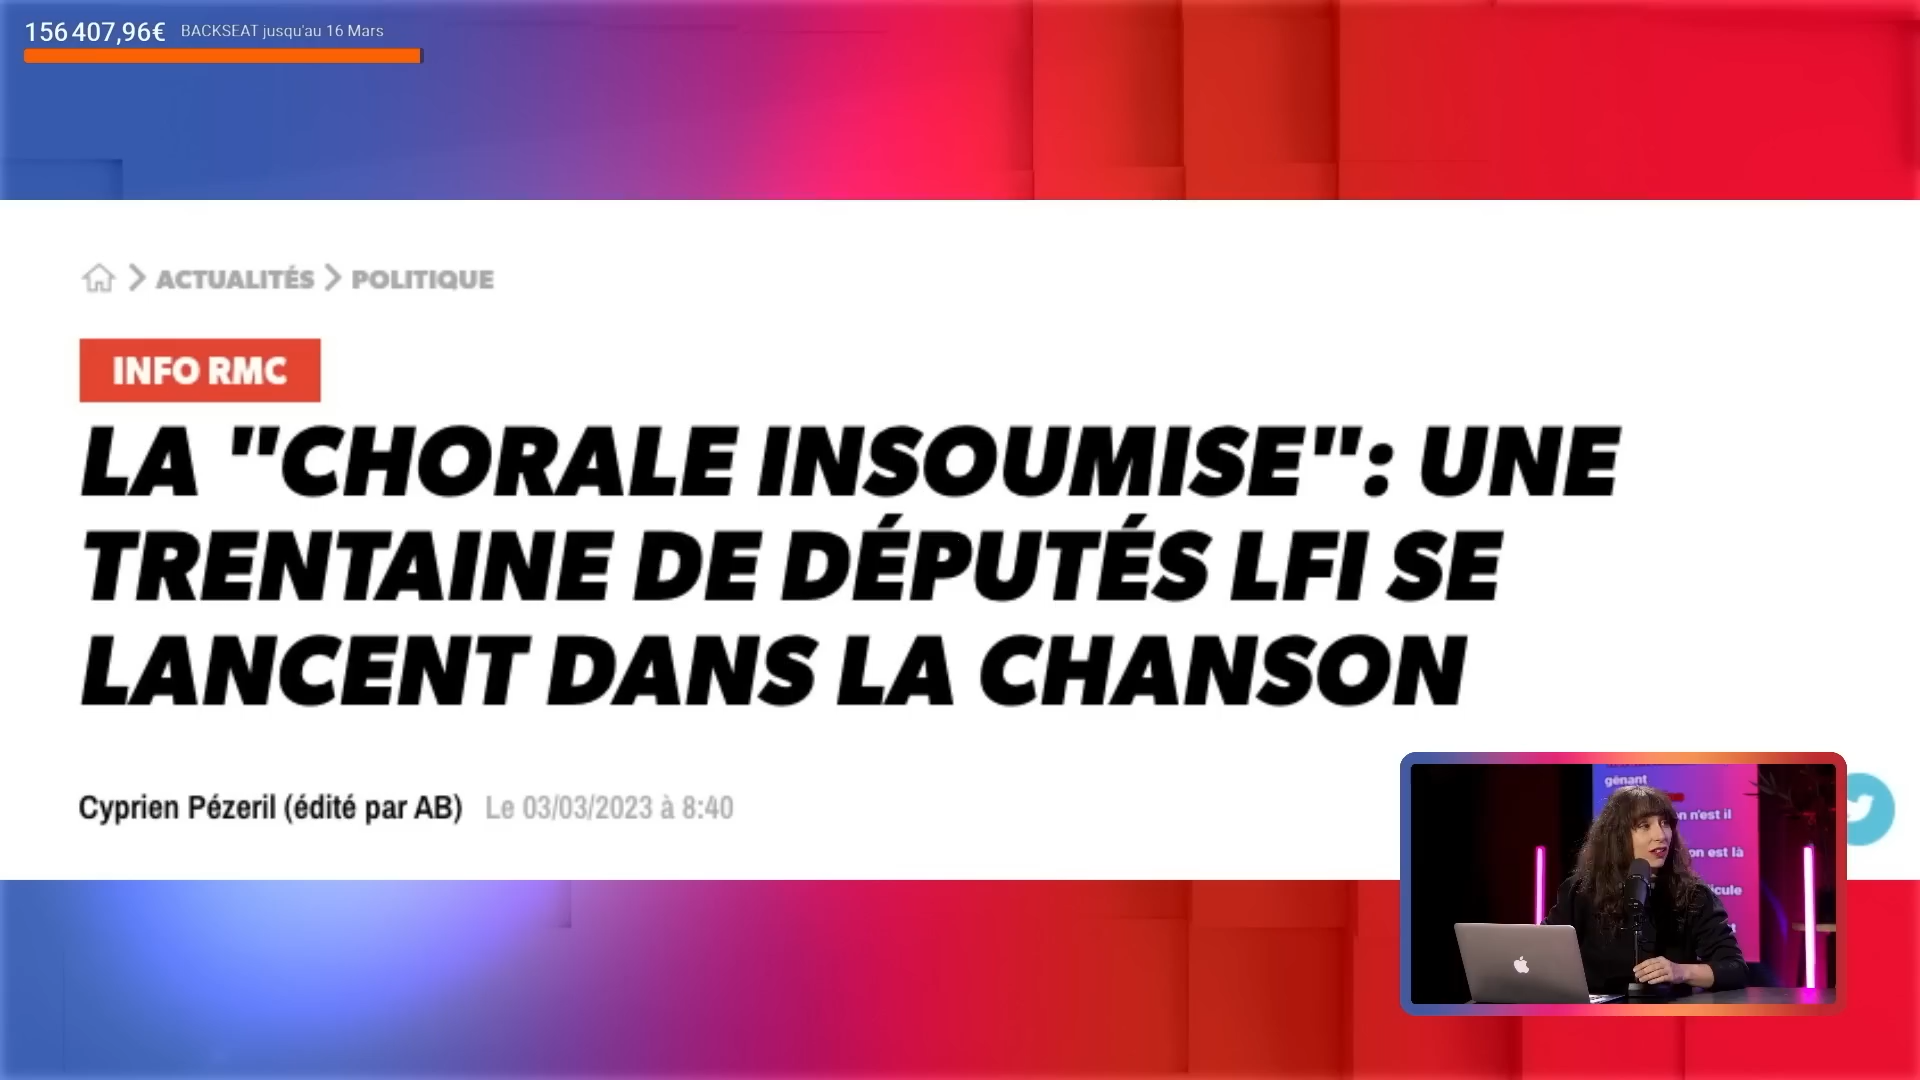 156 407,96€ BACKSEAT jusqu'au 16 Mars
ACTUALITÉS POLITIQUE
INFO RMC
LA "CHORALE INSOUMISE": UNE
TRENTAINE DE DÉPUTÉS LFI SE
LANCENT DANS LA CHANSON
Cyprien Pézeril (édité par AB) Le 03/03/2023 à 8:40
gênant
n'est il
est là